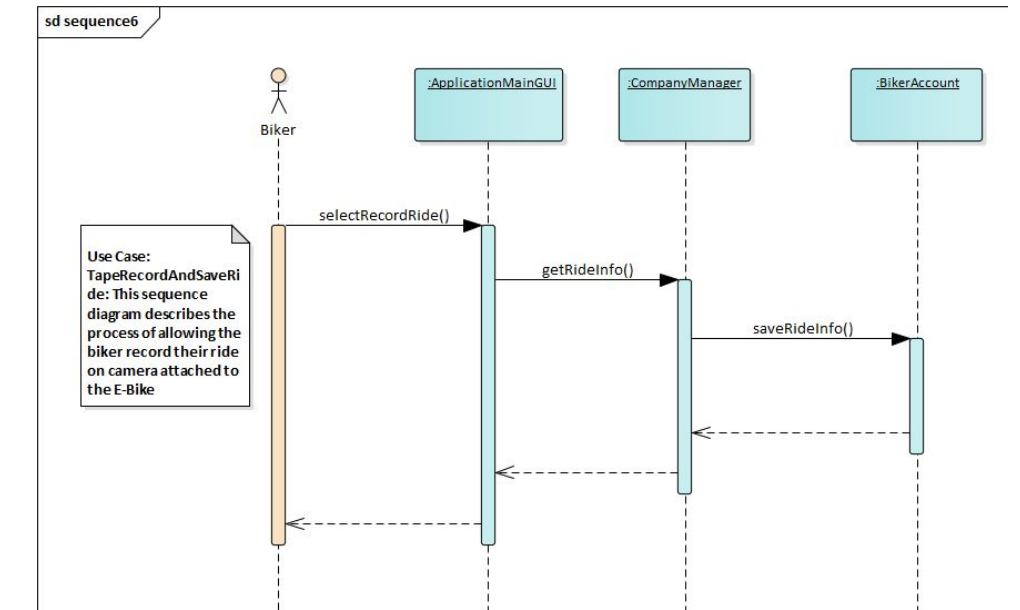 sd sequence6
:ApplicationMainGUI
:CompanyManager
:BikerAccount
Biker
selectRecordRide()
Use Case:
TapeRecordAndSaveRi
de: This sequence
diagram describes the
process of allowing the
biker record their ride
on camera attached to
the E-Bike
getRideInfo()
saveRideInfo()